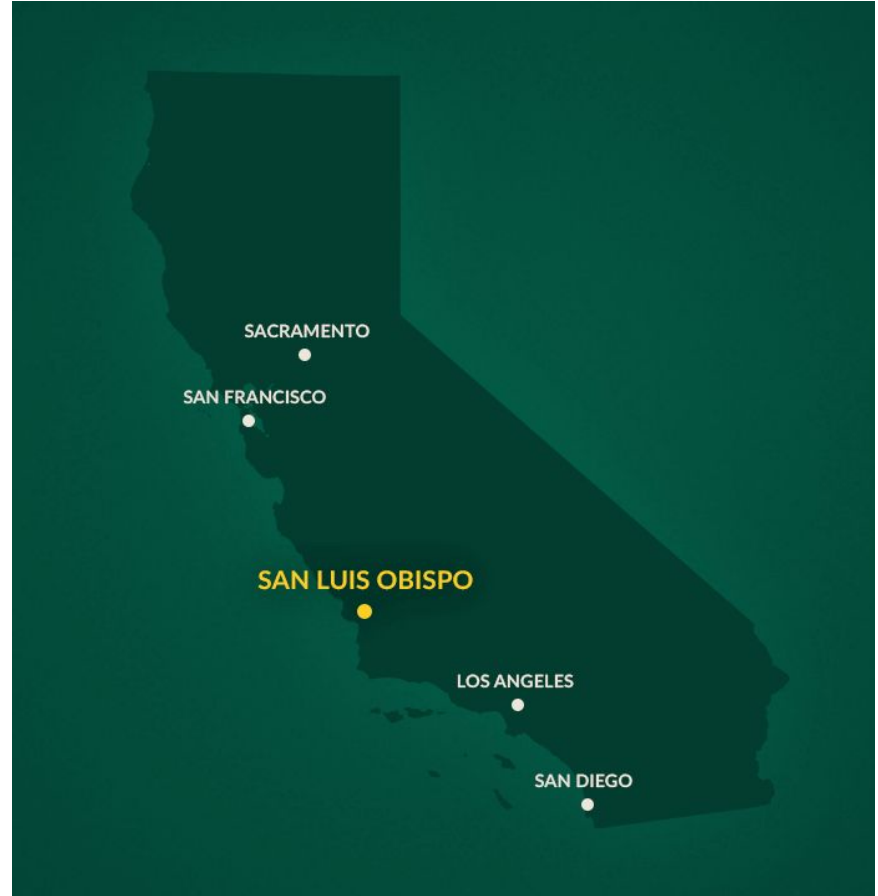 SACRAMENTO
SAN FRANCISCO
SAN LUIS OBISPO
LOS ANGELES
SAN DIEGO